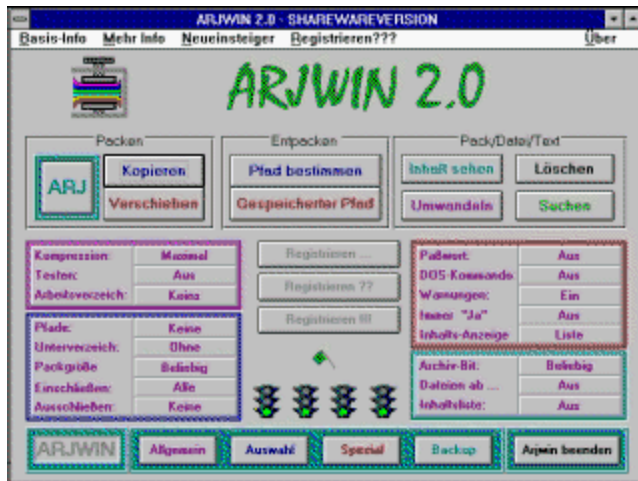 ARJWIN 2.0 - SHAREWAREVERSION
Basis-Info Mehr Info Neueinsteiger Registrieren??? Über
ARJWIN 2.0
Packen
ARJ
Kopieren
Verschieben
Entpacken
Pfad bestimmen
Gespeicherter Pfad
Pack/Datei/Text
Inhalt sehen Löschen
Umwandeln Suchen
Kompression: Maximal
Testen: Aus
Arbeitsverzeich: Keins
Pfade: Keine
Unterverzeich: Ohne
Packgröße Beliebig
Einschließen: Alle
Ausschließen: Keine
Registrieren ...
Registrieren ??
Registrieren !!!
Paßwort: Aus
DOS-Kommando Aus
Warnungen: Ein
Immer "Ja" Aus
Inhalts-Anzeige Liste
Archiv-Bit: Beliebig
Dateien ab ... Aus
Inhaltsliste: Aus
ARJWIN Allgemein Auswahl Special Backup Arjwin beenden